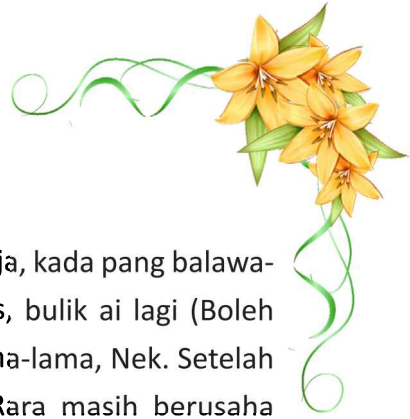 ja, kada pang balawa-
s, bulik ai lagi (Boleh
a-lama, Nek. Setelah
Rara masih berusaha